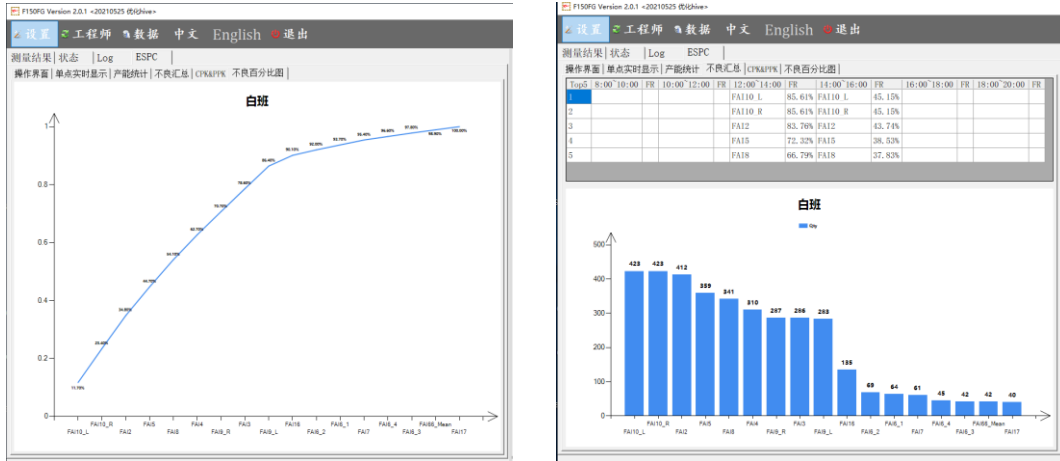 F150FG Version 2.0.1 <20210525 优化hive>
设置 工程师 数据 中文 English 退出
测量结果 状态 Log ESPC
操作界面 单点实时显示 产能统计 不良汇总 CPK&PPK 不良百分比图
白班
1
0.8
0.6
0.4
0.2
0
97.60% 100.00%
11.70%
FAI10_R FAI5 FAI4 FAI3 FAI16 FAI6_1 FAI6_4 FAI66_Mean
FAI10_L FAI2 FAI8 FAI9_R FAI9_L FAI6_2 FAI7 FAI6_3 FAI17
F150FG Version 2.0.1 <20210525 优化hive>
设置 工程师 数据 中文 English 退出
测量结果 状态 Log ESPC
操作界面 单点实时显示 产能统计 不良汇总 CPK&PPK 不良百分比图
Top5 8:00~10:00 FR 10:00~12:00 FR 12:00~14:00 FR 14:00~16:00 FR 16:00~18:00 FR 18:00~20:00 FR
1 FAI10_L 85.61% FAI10_L 45.15%
2 FAI10_R 85.61% FAI10_R 45.15%
3 FAI2 83.76% FAI2 43.74%
4 FAI5 72.32% FAI5 38.53%
5 FAI8 66.79% FAI8 37.83%
白班
Qty
500
400
300
200
100
0
423 423 412 359 341 310 287 286 283 135 69 64 61 45 42 42 40
FAI10_R FAI5 FAI4 FAI3 FAI16 FAI6_1 FAI6_4 FAI66_Mean
FAI10_L FAI2 FAI8 FAI9_R FAI9_L FAI6_2 FAI7 FAI6_3 FAI17